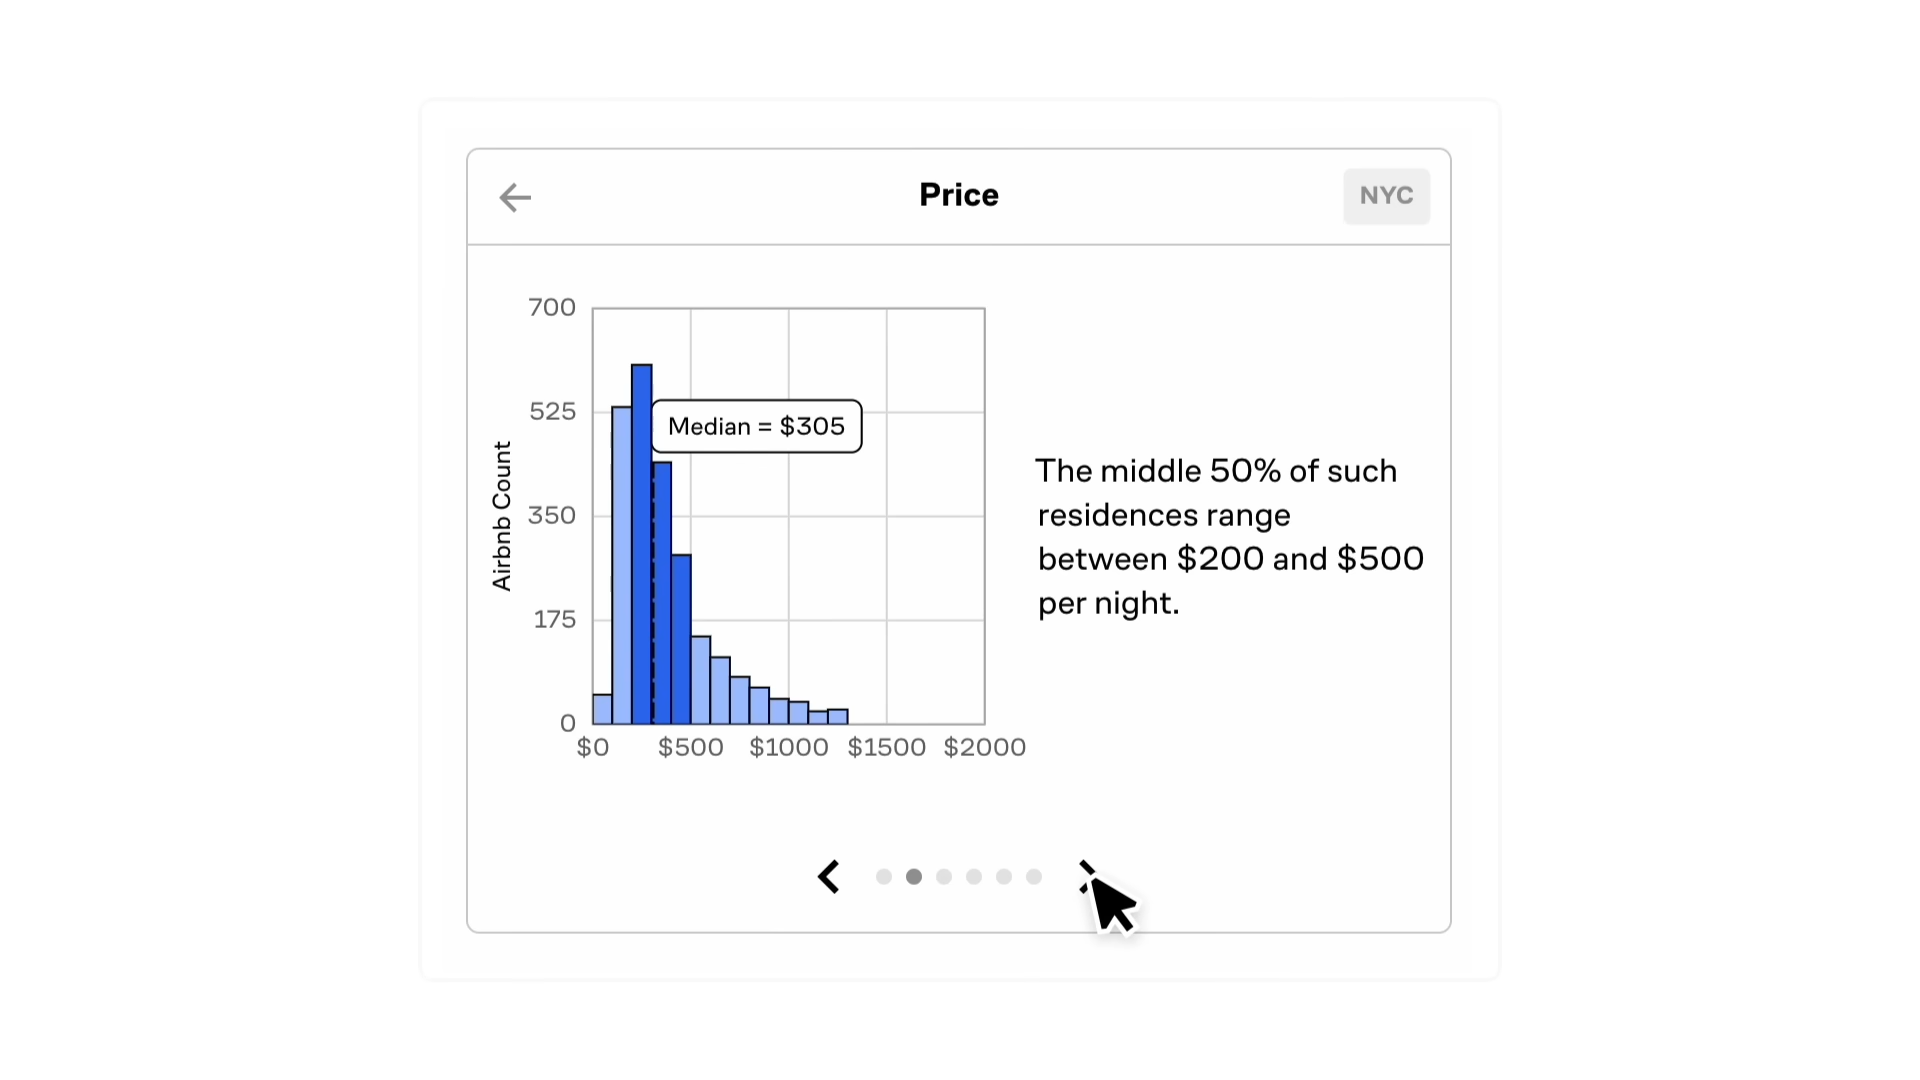 Price
NYC
700
525
350
175
0
Airbnb Count
Median = $305
$0 $500 $1000 $1500 $2000
The middle 50% of such
residences range
between $200 and $500
per night.